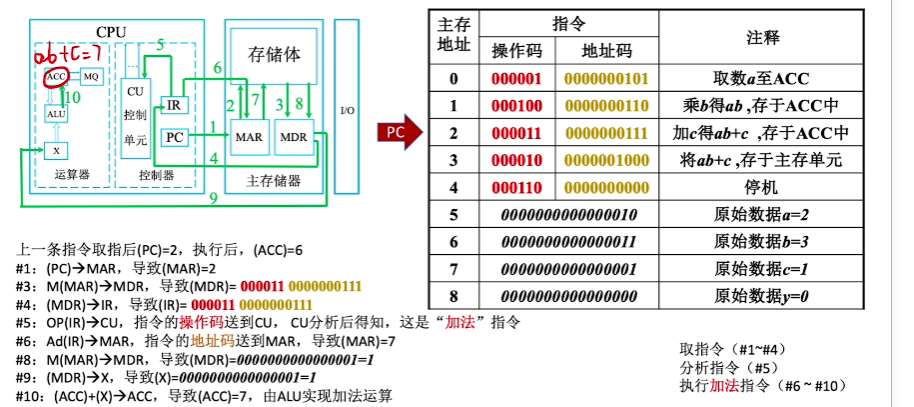 CPU
ab+c=7
ACC
MQ
10
ALU
X
运算器
5
CU
控制
单元
IR
PC
控制器
6
1
4
9
存储体
2
7
3
8
MAR
MDR
主存储器
I/O
PC
主存地址 指令 注释
操作码 地址码
0 000001 0000000101 取数a至ACC
1 000100 0000000110 乘b得ab ,存于ACC中
2 000011 0000000111 加c得ab+c ,存于ACC中
3 000010 0000001000 将ab+c ,存于主存单元
4 000110 0000000000 停机
5 0000000000000010 原始数据a=2
6 0000000000000011 原始数据b=3
7 0000000000000001 原始数据c=1
8 0000000000000000 原始数据y=0
上一条指令取指后(PC)=2，执行后，(ACC)=6
#1：(PC)→MAR，导致(MAR)=2
#3：M(MAR)→MDR，导致(MDR)= 000011 0000000111
#4：(MDR)→IR，导致(IR)= 000011 0000000111
#5：OP(IR)→CU，指令的操作码送到CU， CU分析后得知，这是“加法”指令
#6：Ad(IR)→MAR，指令的地址码送到MAR，导致(MAR)=7
#8：M(MAR)→MDR，导致(MDR)=0000000000000001=1
#9：(MDR)→X，导致(X)=0000000000000001=1
#10：(ACC)+(X)→ACC，导致(ACC)=7，由ALU实现加法运算
取指令（#1~#4）
分析指令（#5）
执行加法指令（#6 ~ #10）